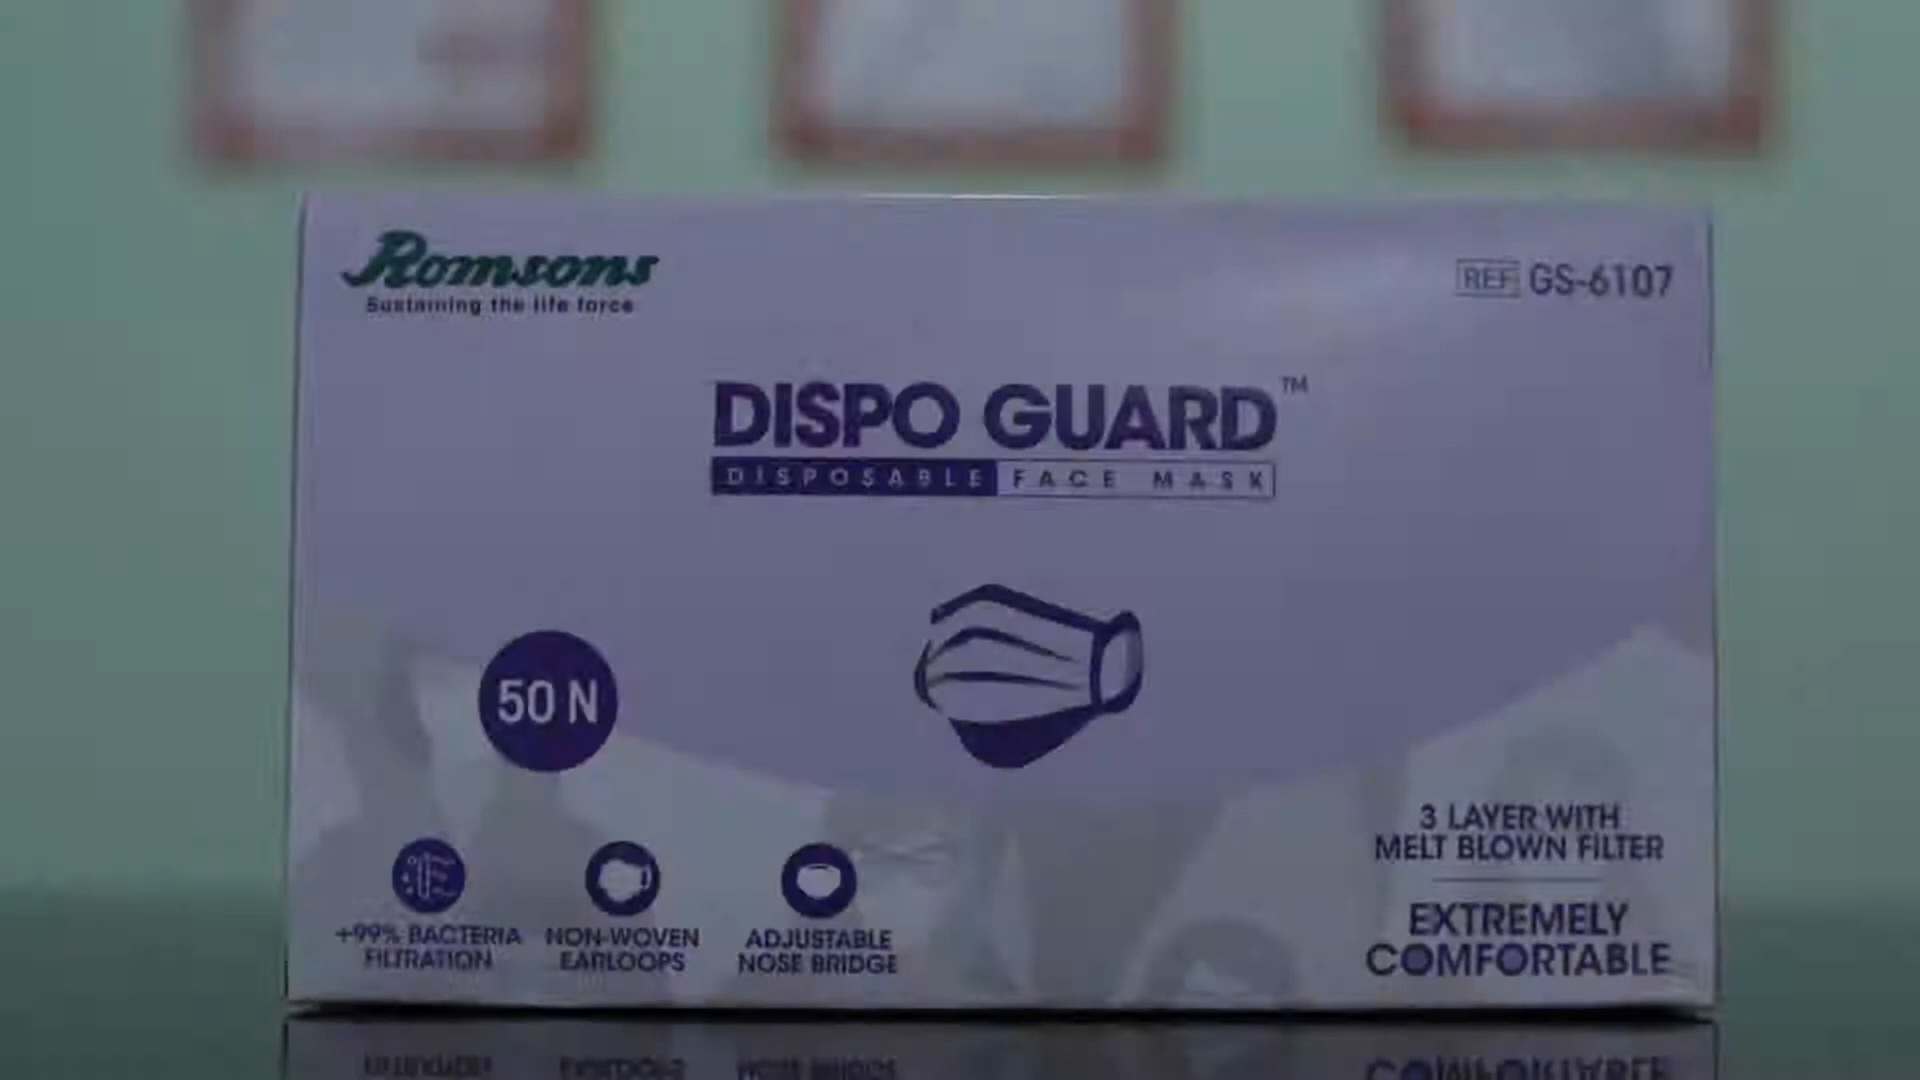 Romsons
Sustaining the life force
REF GS-6107
DISPO GUARD™
DISPOSABLE FACE MASK
50 N
3 LAYER WITH
MELT BLOWN FILTER
EXTREMELY
COMFORTABLE
+99% BACTERIA
FILTRATION
NON-WOVEN
EARLOOPS
ADJUSTABLE
NOSE BRIDGE